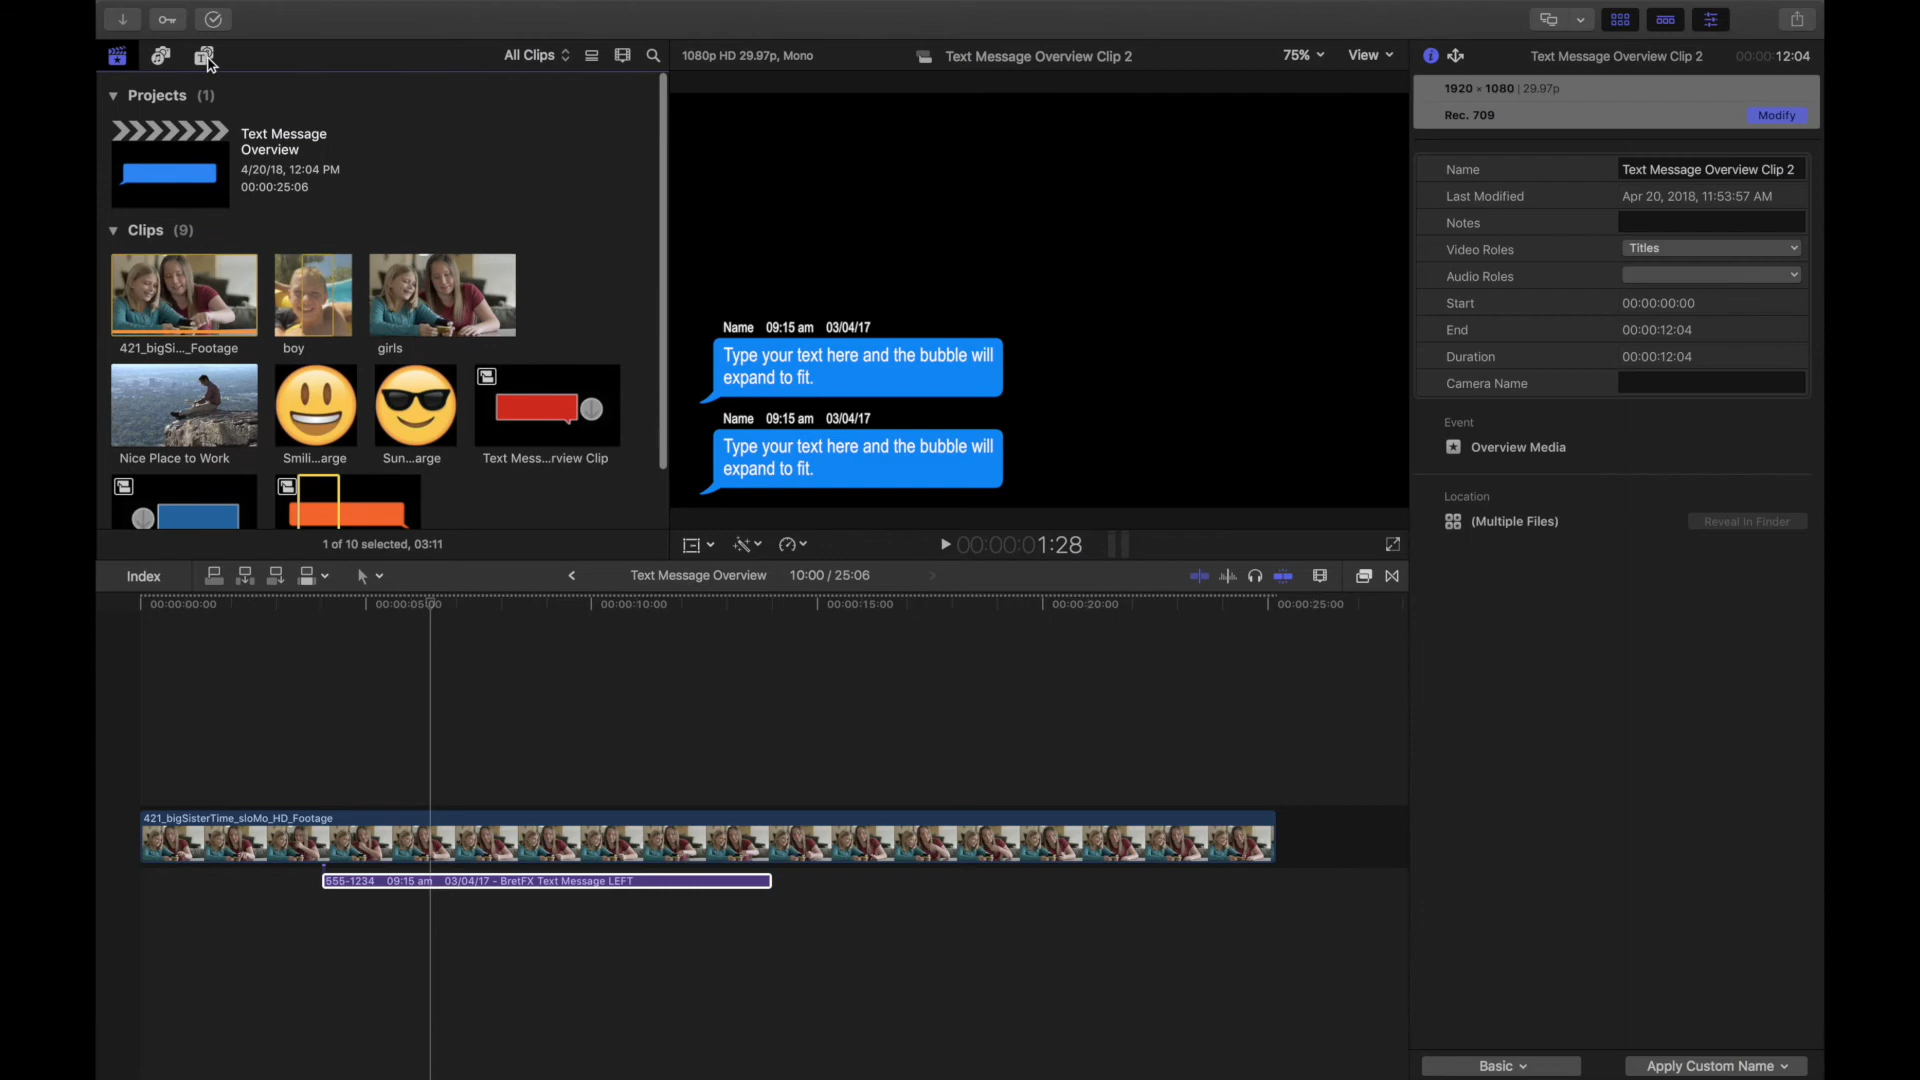 All Clips
1080p HD 29.97p, Mono
Text Message Overview Clip 2
75%
View
Text Message Overview Clip 2
00:00:12:04
Projects (1)
Text Message
Overview
4/20/18, 12:04 PM
00:00:25:06
Clips (9)
421_bigSi..._Footage
boy
girls
Nice Place to Work
Smili...arge
Sun...arge
Text Mess...rview Clip
1 of 10 selected, 03:11
Name 09:15 am 03/04/17
Type your text here and the bubble will
expand to fit.
Name 09:15 am 03/04/17
Type your text here and the bubble will
expand to fit.
00:00:01:28
1920 × 1080 | 29.97p
Rec. 709
Modify
Name
Text Message Overview Clip 2
Last Modified
Apr 20, 2018, 11:53:57 AM
Notes
Video Roles
Titles
Audio Roles
Start
00:00:00:00
End
00:00:12:04
Duration
00:00:12:04
Camera Name
Event
Overview Media
Location
(Multiple Files)
Reveal In Finder
Index
Text Message Overview
10:00 / 25:06
00:00:00:00
00:00:05:00
00:00:10:00
00:00:15:00
00:00:20:00
00:00:25:00
421_bigSisterTime_sloMo_HD_Footage
555-1234 09:15 am 03/04/17 - BretFX Text Message LEFT
Basic
Apply Custom Name